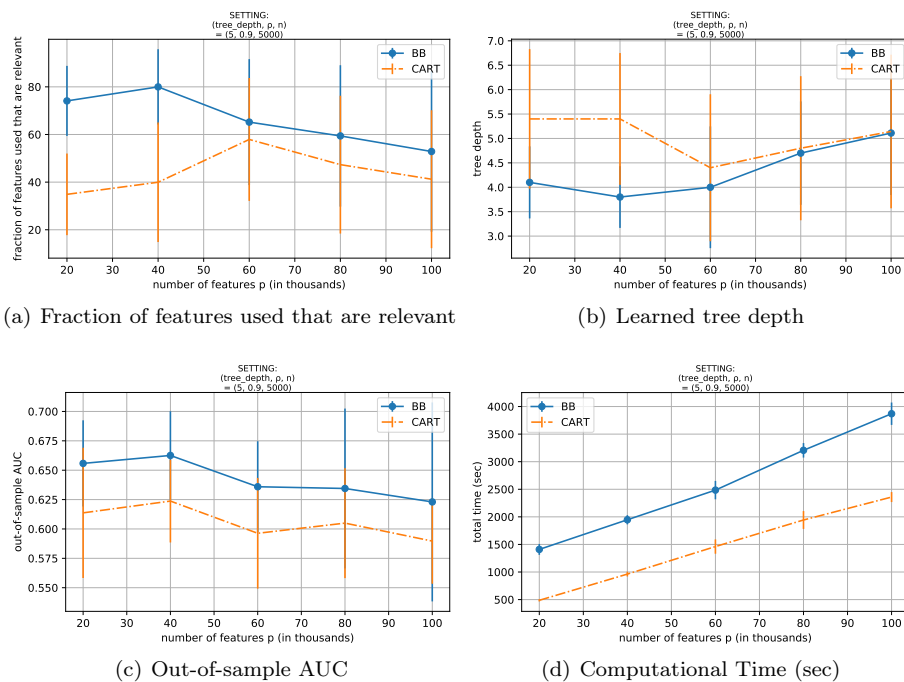 SETTING:
(tree_depth, ρ, n)
= (5, 0.9, 5000)
BB
CART
80
60
40
20
fraction of features used that are relevant
20 30 40 50 60 70 80 90 100
number of features p (in thousands)
(a) Fraction of features used that are relevant
SETTING:
(tree_depth, ρ, n)
= (5, 0.9, 5000)
BB
CART
7.0
6.5
6.0
5.5
5.0
4.5
4.0
3.5
3.0
tree depth
20 30 40 50 60 70 80 90 100
number of features p (in thousands)
(b) Learned tree depth
SETTING:
(tree_depth, ρ, n)
= (5, 0.9, 5000)
BB
CART
0.700
0.675
0.650
0.625
0.600
0.575
0.550
out-of-sample AUC
20 30 40 50 60 70 80 90 100
number of features p (in thousands)
(c) Out-of-sample AUC
SETTING:
(tree_depth, ρ, n)
= (5, 0.9, 5000)
BB
CART
4000
3500
3000
2500
2000
1500
1000
500
total time (sec)
20 30 40 50 60 70 80 90 100
number of features p (in thousands)
(d) Computational Time (sec)